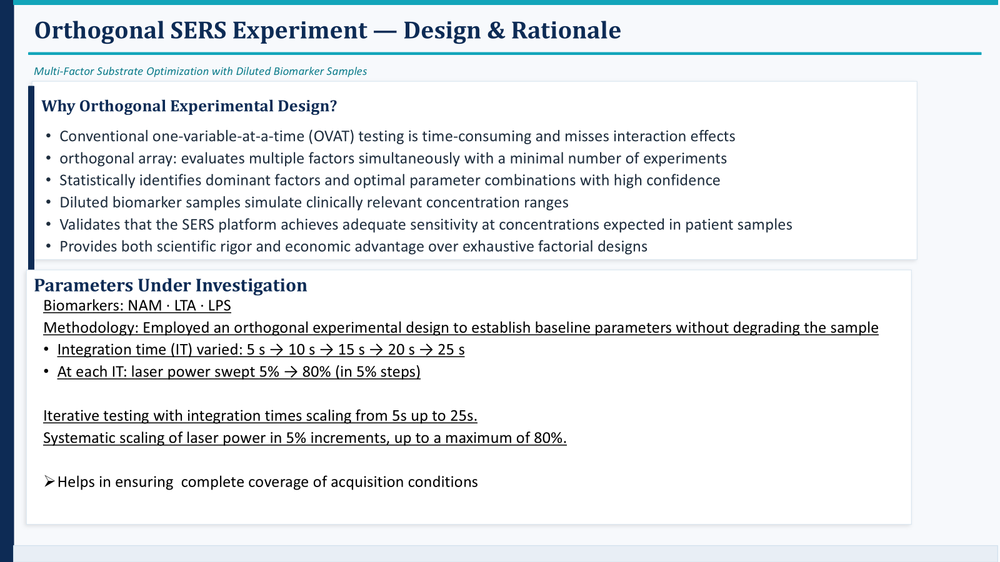 Orthogonal SERS Experiment — Design & Rationale
Multi-Factor Substrate Optimization with Diluted Biomarker Samples
Why Orthogonal Experimental Design?
• Conventional one-variable-at-a-time (OVAT) testing is time-consuming and misses interaction effects
• orthogonal array: evaluates multiple factors simultaneously with a minimal number of experiments
• Statistically identifies dominant factors and optimal parameter combinations with high confidence
• Diluted biomarker samples simulate clinically relevant concentration ranges
• Validates that the SERS platform achieves adequate sensitivity at concentrations expected in patient samples
• Provides both scientific rigor and economic advantage over exhaustive factorial designs
Parameters Under Investigation
Biomarkers: NAM · LTA · LPS
Methodology: Employed an orthogonal experimental design to establish baseline parameters without degrading the sample
• Integration time (IT) varied: 5 s → 10 s → 15 s → 20 s → 25 s
• At each IT: laser power swept 5% → 80% (in 5% steps)
Iterative testing with integration times scaling from 5s up to 25s.
Systematic scaling of laser power in 5% increments, up to a maximum of 80%.
➢Helps in ensuring  complete coverage of acquisition conditions